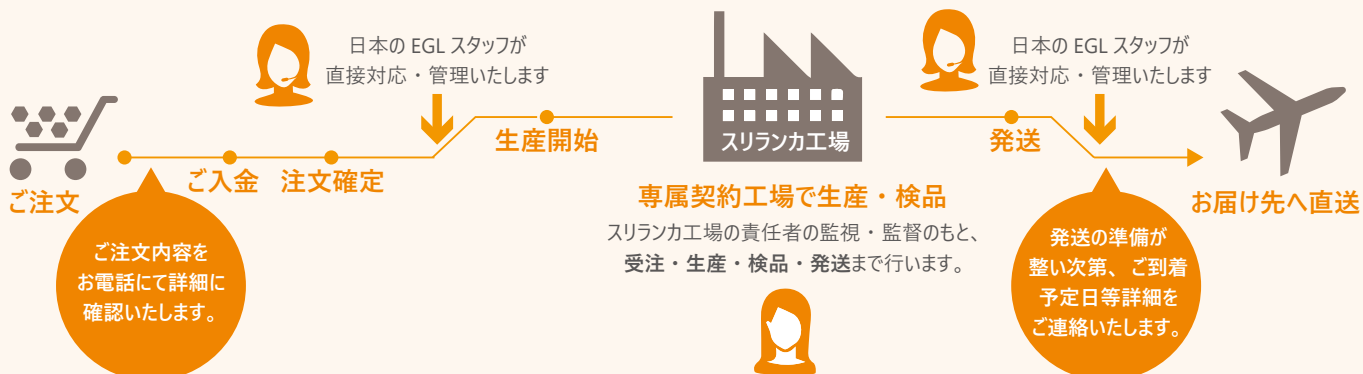 日本の EGL スタッフが
直接対応・管理いたします
日本の EGL スタッフが
直接対応・管理いたします
ご注文
ご入金
注文確定
生産開始
スリランカ工場
発送
お届け先へ直送
専属契約工場で生産・検品
スリランカ工場の責任者の監視・監督のもと、
受注・生産・検品・発送まで行います。
ご注文内容を
お電話にて詳細に
確認いたします。
発送の準備が
整い次第、ご到着
予定日等詳細を
ご連絡いたします。